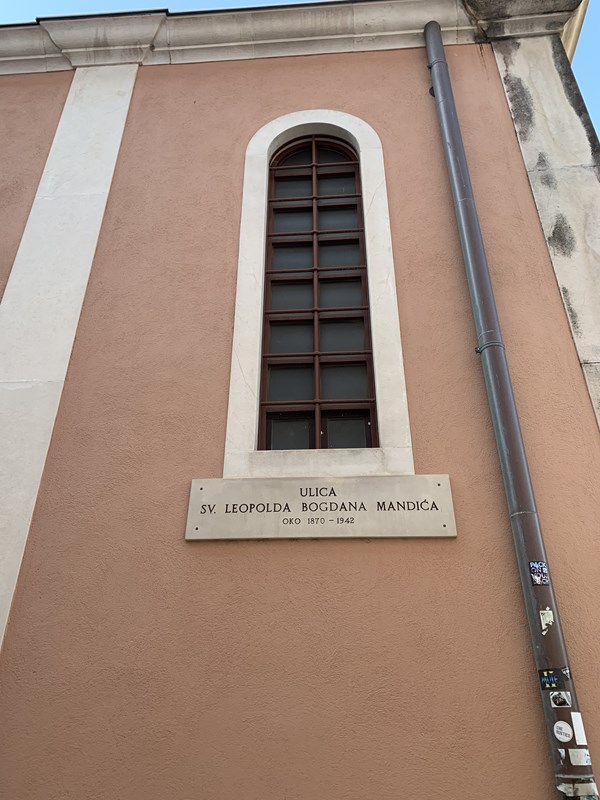 ULICA
SV. LEOPOLDA BOGDANA MANDIĆA
OKO 1870 - 1942